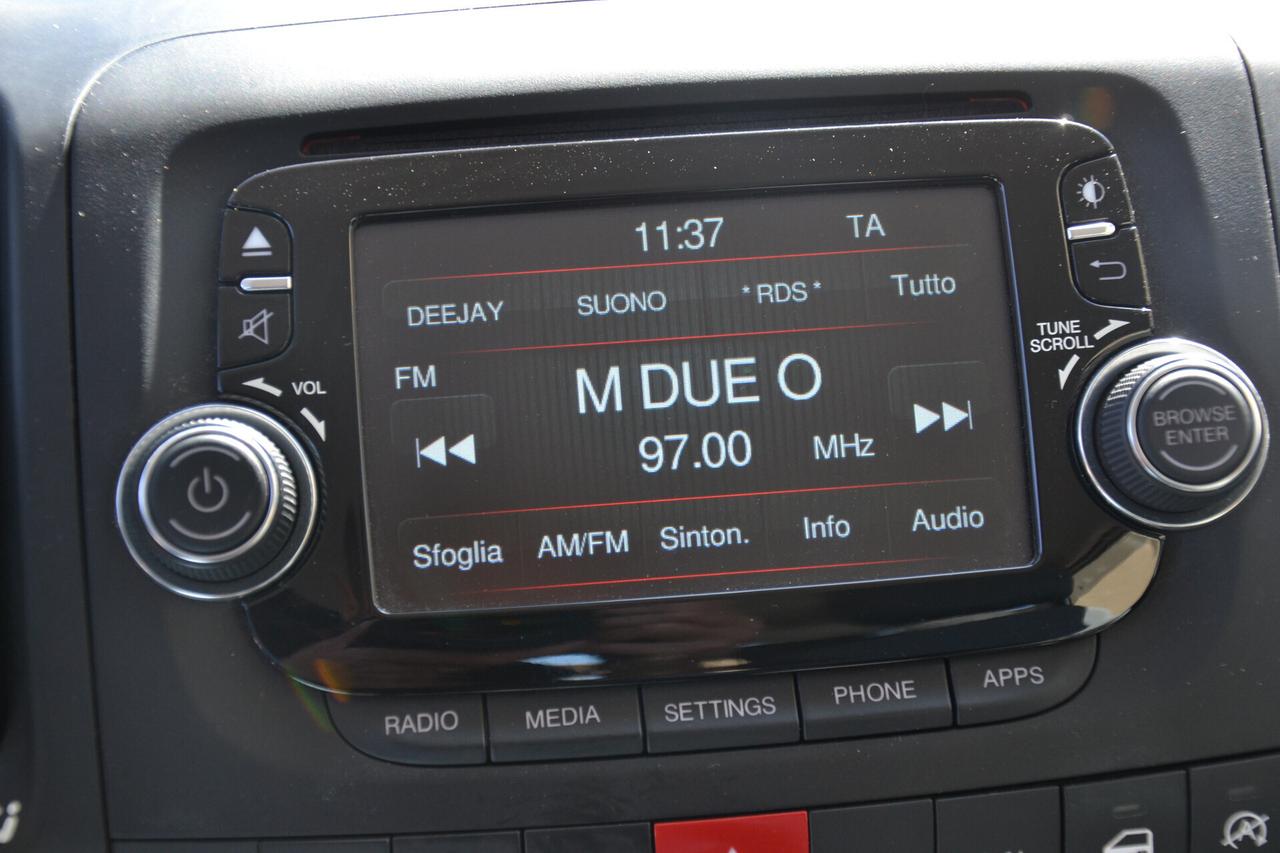 11:37 TA
DEEJAY SUONO *RDS* Tutto
FM
M DUE O
97.00 MHz
Sfoglia AM/FM Sinton. Info Audio
VOL
TUNE
SCROLL
BROWSE
ENTER
RADIO MEDIA SETTINGS PHONE APPS
A